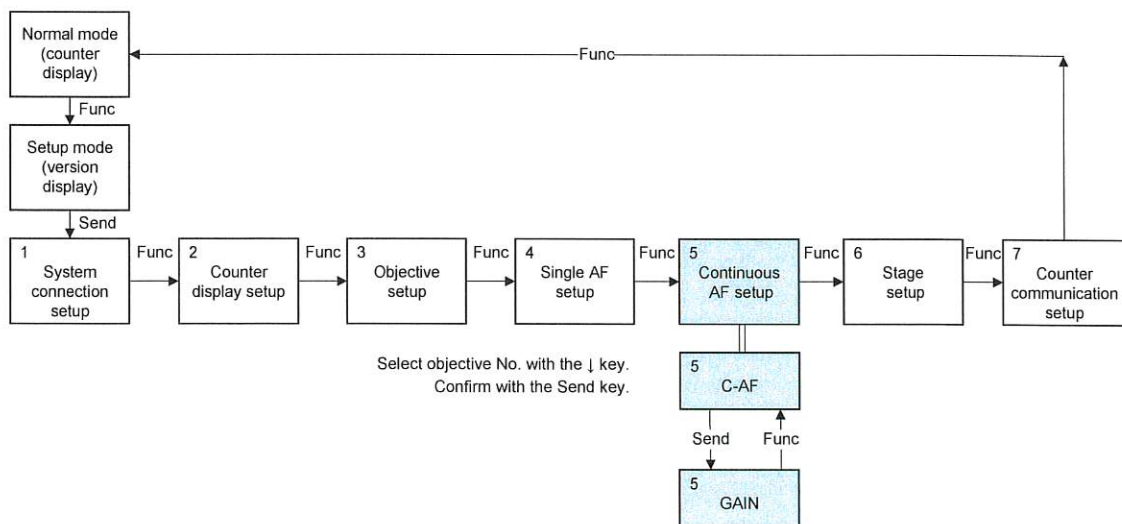 Normal mode
(counter
display)
Func
Func
Setup mode
(version
display)
Send
1
System
connection
setup
Func
2
Counter
display setup
Func
3
Objective
setup
Func
4
Single AF
setup
Func
5
Continuous
AF setup
Func
6
Stage
setup
Func
7
Counter
communication
setup
Select objective No. with the ↓ key.
Confirm with the Send key.
5
C-AF
Send
Func
5
GAIN